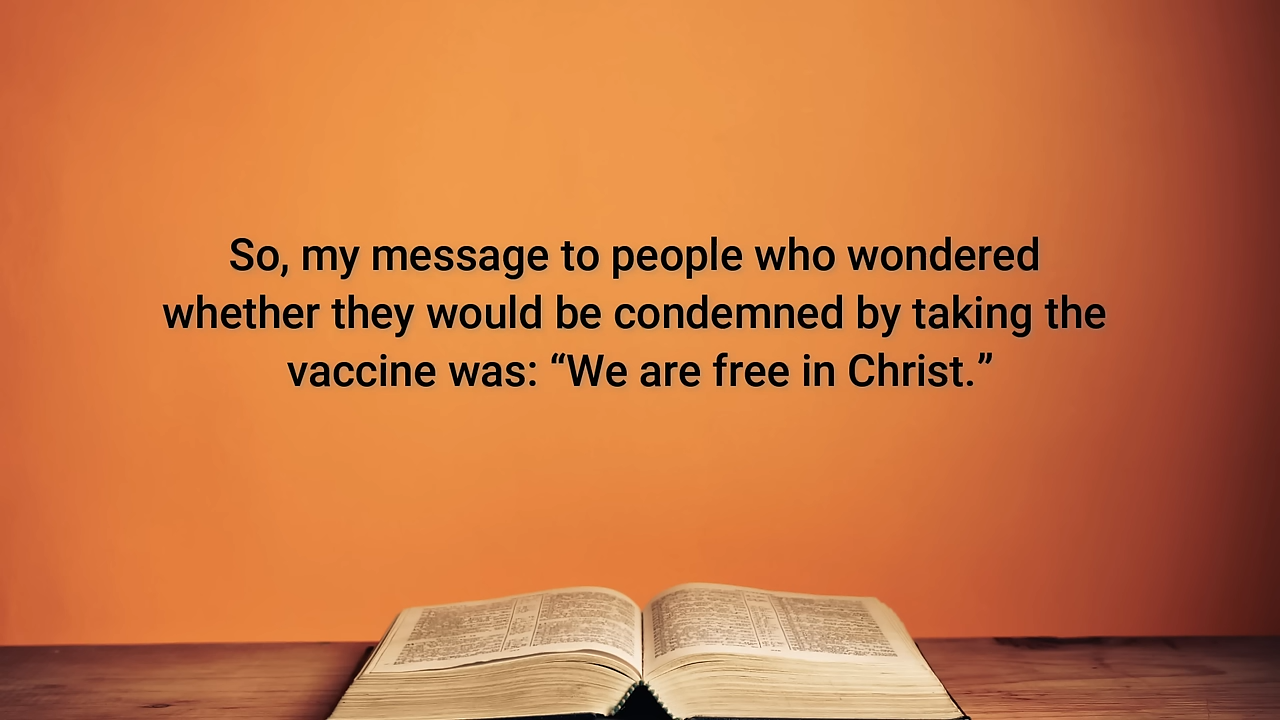 So, my message to people who wondered
whether they would be condemned by taking the
vaccine was: “We are free in Christ.”